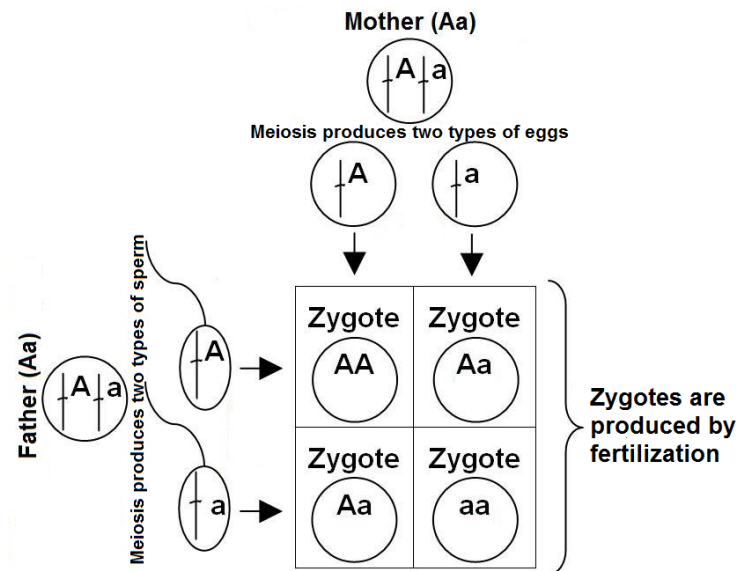 Mother (Aa)
A a
Meiosis produces two types of eggs
A
a
Father (Aa)
A a
Meiosis produces two types of sperm
A
a
Zygote Zygote
AA Aa
Zygote Zygote
Aa aa
Zygotes are
produced by
fertilization